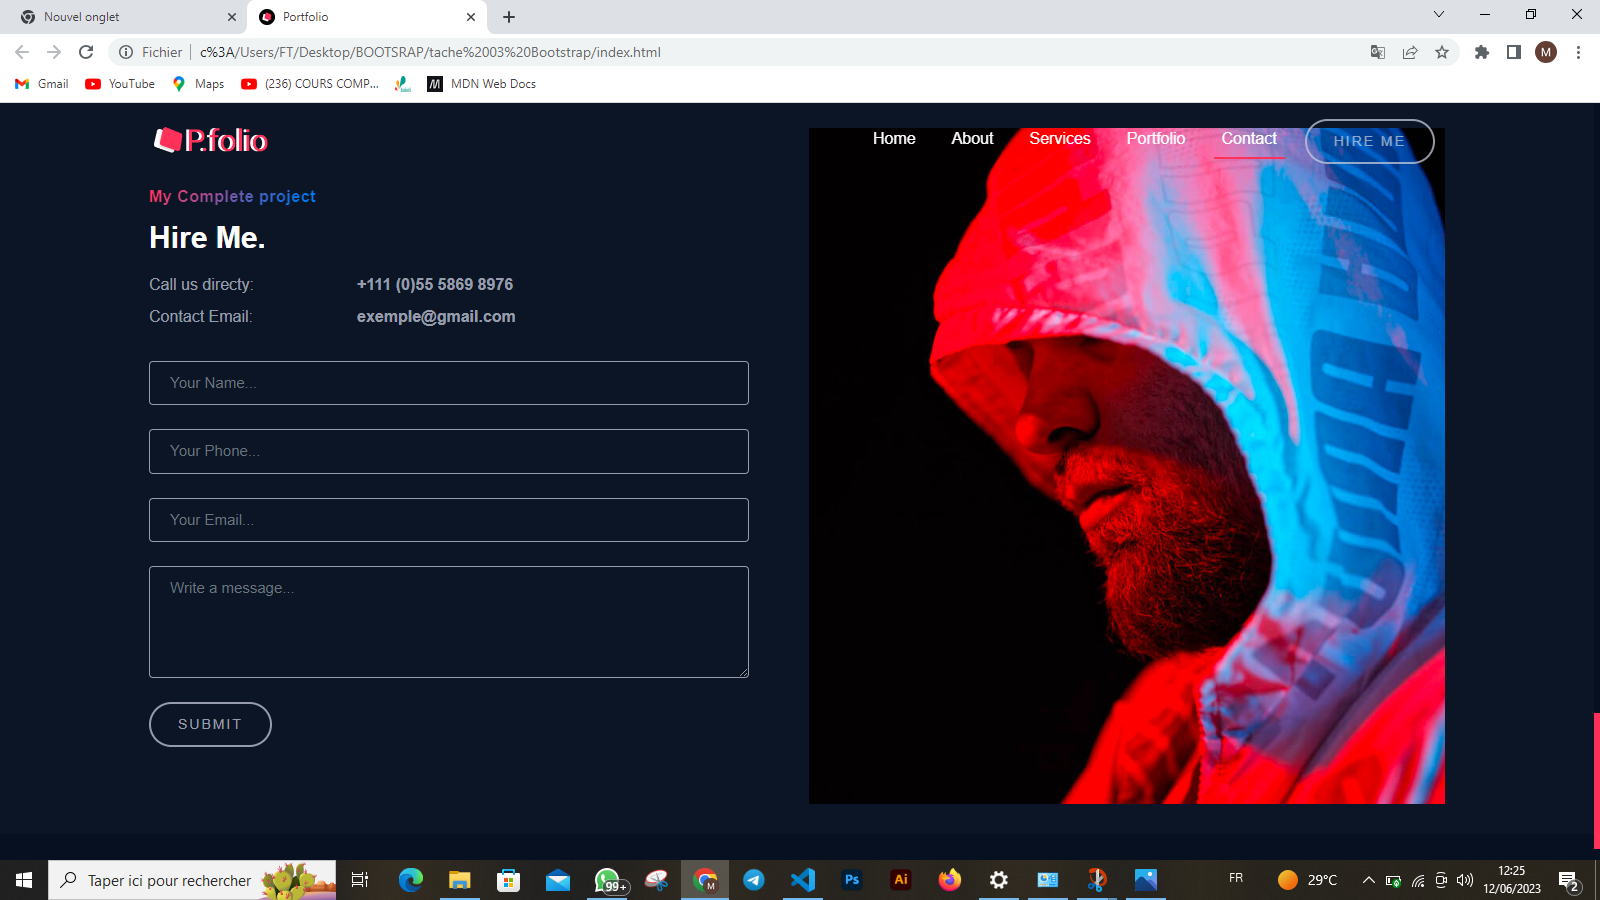 Nouvel onglet
Portfolio
Fichier
c%3A/Users/FT/Desktop/BOOTSRAP/tache%2003%20Bootstrap/index.html
M
Gmail
YouTube
Maps
(236) COURS COMP...
MDN Web Docs
P.folio
Home
About
Services
Portfolio
Contact
HIRE ME
My Complete project
Hire Me.
Call us directy:
+111 (0)55 5869 8976
Contact Email:
exemple@gmail.com
Your Name...
Your Phone...
Your Email...
Write a message...
SUBMIT
Taper ici pour rechercher
99+
M
Ps
Ai
FR
29°C
12:25
12/06/2023
2